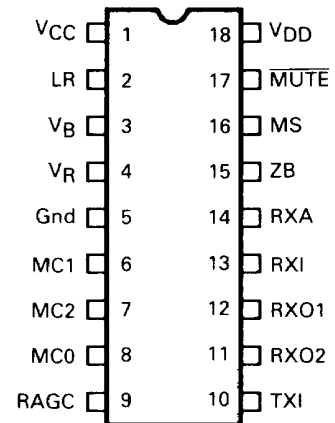 VCC 1 18 VDD
LR 2 17 MUTE
VB 3 16 MS
VR 4 15 ZB
Gnd 5 14 RXA
MC1 6 13 RXI
MC2 7 12 RXO1
MC0 8 11 RXO2
RAGC 9 10 TXI